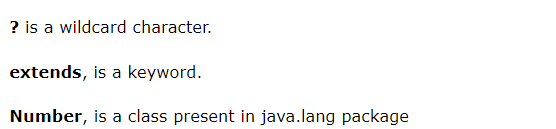 ? is a wildcard character.
extends, is a keyword.
Number, is a class present in java.lang package